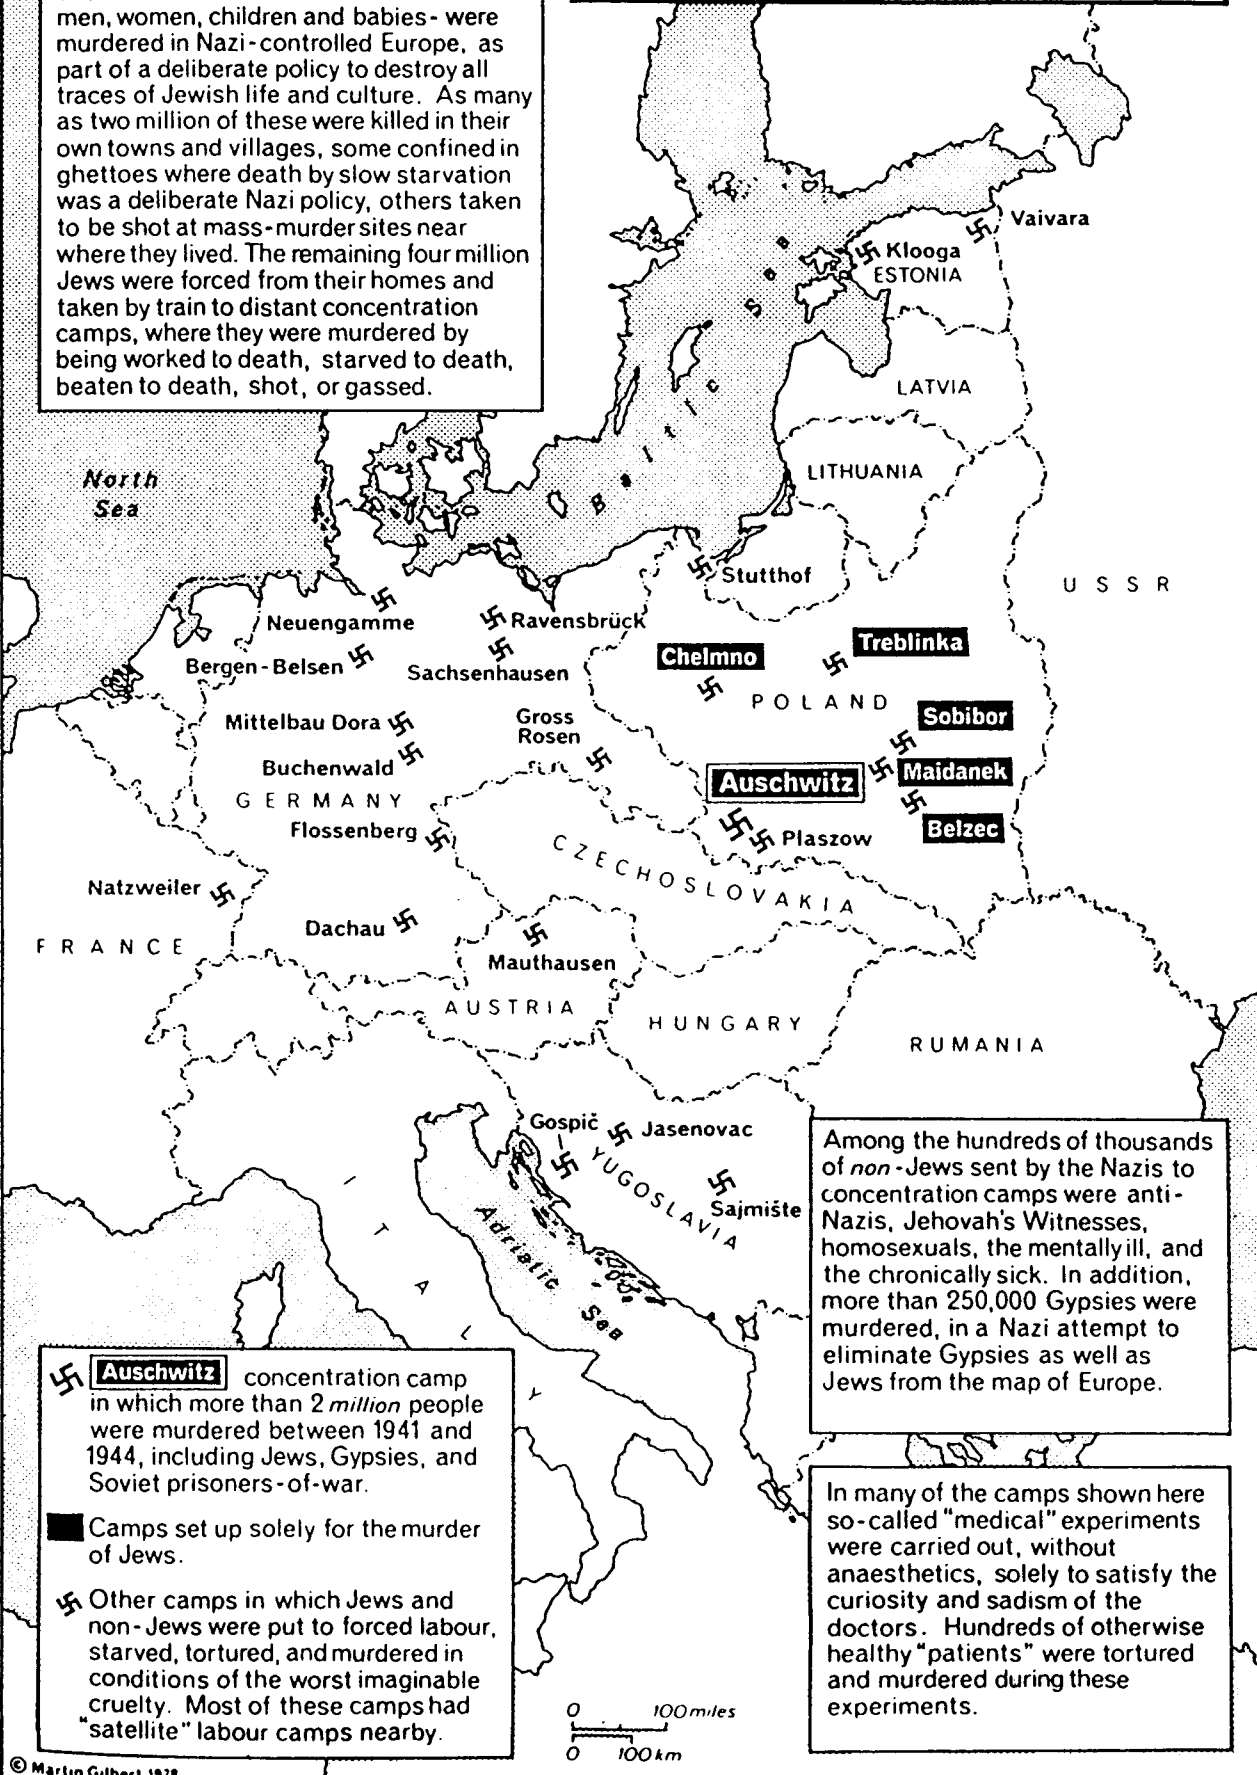 men, women, children and babies- were
murdered in Nazi-controlled Europe, as
part of a deliberate policy to destroy all
traces of Jewish life and culture. As many
as two million of these were killed in their
own towns and villages, some confined in
ghettoes where death by slow starvation
was a deliberate Nazi policy, others taken
to be shot at mass-murder sites near
where they lived. The remaining four million
Jews were forced from their homes and
taken by train to distant concentration
camps, where they were murdered by
being worked to death, starved to death,
beaten to death, shot, or gassed.
Vaivara
Klooga
ESTONIA
LATVIA
LITHUANIA
Baltic Sea
North
Sea
USSR
Stutthof
Neuengamme
Ravensbrück
Bergen-Belsen
Sachsenhausen
Chelmno
Treblinka
POLAND
Sobibor
Mittelbau Dora
Gross
Rosen
Buchenwald
Auschwitz
Maidanek
GERMANY
Flossenberg
Plaszow
Belzec
CZECHOSLOVAKIA
Natzweiler
FRANCE
Dachau
Mauthausen
AUSTRIA
HUNGARY
RUMANIA
Gospič
Jasenovac
YUGOSLAVIA
Sajmište
ITALY
Adriatic Sea
Among the hundreds of thousands
of non-Jews sent by the Nazis to
concentration camps were anti-
Nazis, Jehovah's Witnesses,
homosexuals, the mentally ill, and
the chronically sick. In addition,
more than 250,000 Gypsies were
murdered, in a Nazi attempt to
eliminate Gypsies as well as
Jews from the map of Europe.
Auschwitz concentration camp
in which more than 2 million people
were murdered between 1941 and
1944, including Jews, Gypsies, and
Soviet prisoners-of-war.
Camps set up solely for the murder
of Jews.
Other camps in which Jews and
non-Jews were put to forced labour,
starved, tortured, and murdered in
conditions of the worst imaginable
cruelty. Most of these camps had
"satellite" labour camps nearby.
In many of the camps shown here
so-called "medical" experiments
were carried out, without
anaesthetics, solely to satisfy the
curiosity and sadism of the
doctors. Hundreds of otherwise
healthy "patients" were tortured
and murdered during these
experiments.
0 100 miles
0 100 km
© Martin Gilbert 1978